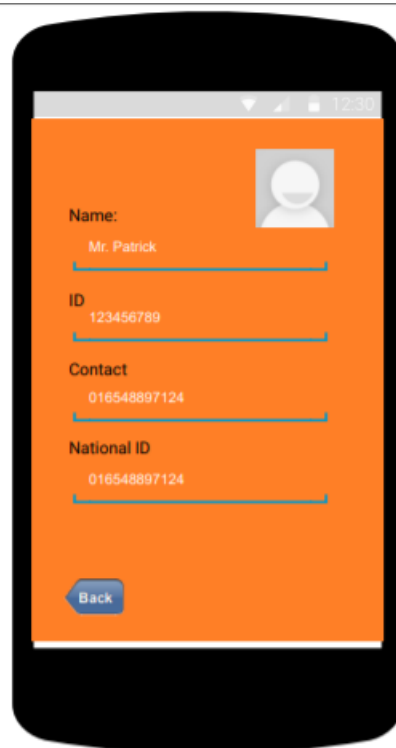 12:30
Name:
Mr. Patrick
ID
123456789
Contact
016548897124
National ID
016548897124
Back